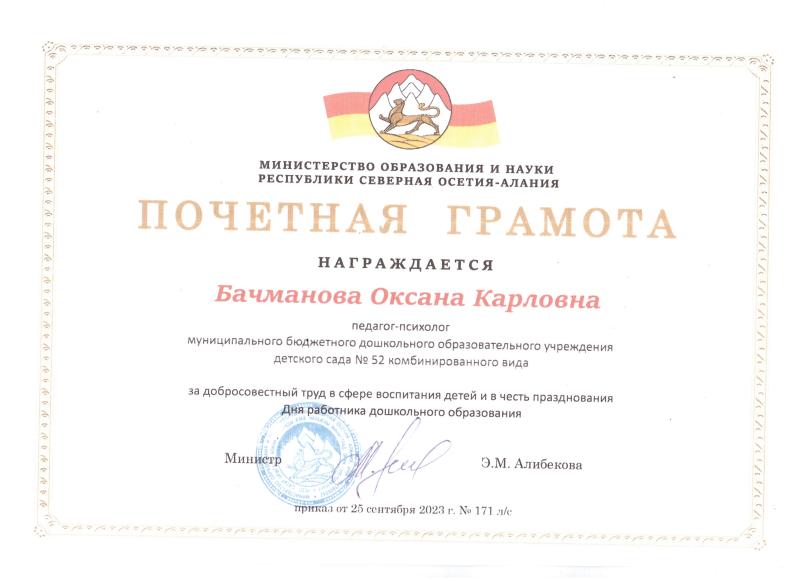 МИНИСТЕРСТВО ОБРАЗОВАНИЯ И НАУКИ
РЕСПУБЛИКИ СЕВЕРНАЯ ОСЕТИЯ-АЛАНИЯ
ПОЧЕТНАЯ ГРАМОТА
НАГРАЖДАЕТСЯ
Бачманова Оксана Карловна
педагог-психолог
муниципального бюджетного дошкольного образовательного учреждения
детского сада № 52 комбинированного вида
за добросовестный труд в сфере воспитания детей и в честь празднования
Дня работника дошкольного образования
Министр Э.М. Алибекова
приказ от 25 сентября 2023 г. № 171 л/с